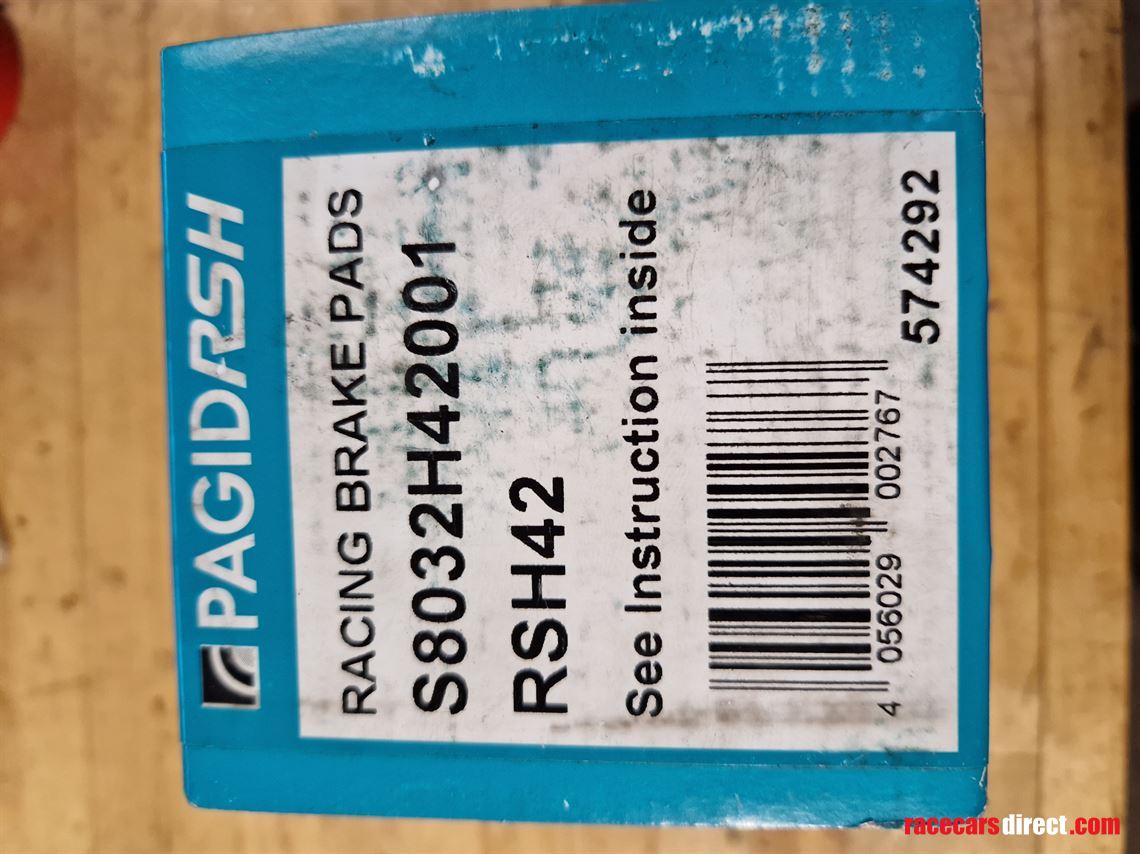 PAGIDRSH
RACING BRAKE PADS
S8032H42001
RSH42
See Instruction inside
4 056029 002767
574292
racecarsdirect.com